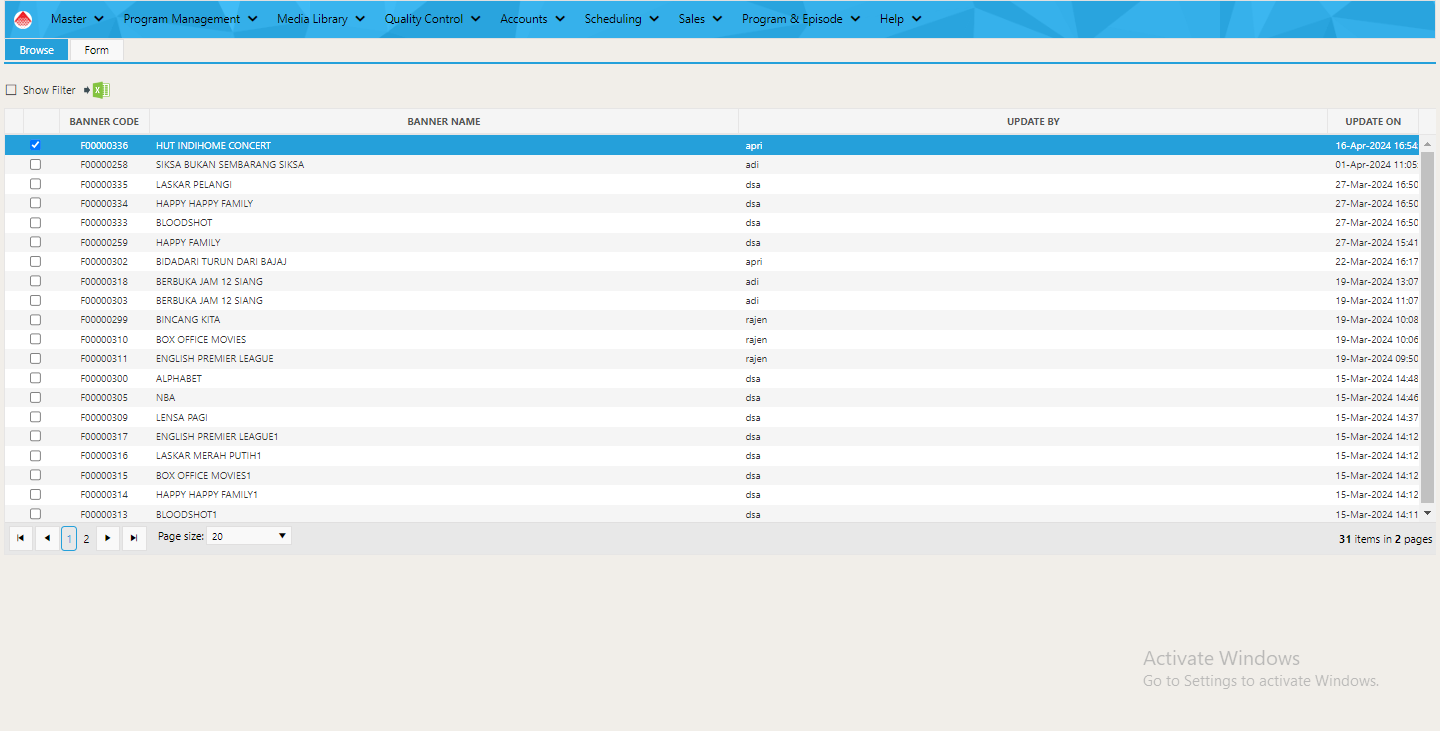 Master Program Management Media Library Quality Control Accounts Scheduling Sales Program & Episode Help
Browse Form
Show Filter
BANNER CODE BANNER NAME UPDATE BY UPDATE ON
F00000336 HUT INDIHOME CONCERT apri 16-Apr-2024 16:54:
F00000258 SIKSA BUKAN SEMBARANG SIKSA adi 01-Apr-2024 11:05:
F00000335 LASKAR PELANGI dsa 27-Mar-2024 16:50
F00000334 HAPPY HAPPY FAMILY dsa 27-Mar-2024 16:50
F00000333 BLOODSHOT dsa 27-Mar-2024 16:50
F00000259 HAPPY FAMILY dsa 27-Mar-2024 15:41
F00000302 BIDADARI TURUN DARI BAJAJ apri 22-Mar-2024 16:17
F00000318 BERBUKA JAM 12 SIANG adi 19-Mar-2024 13:07
F00000303 BERBUKA JAM 12 SIANG adi 19-Mar-2024 11:07
F00000299 BINCANG KITA rajen 19-Mar-2024 10:08
F00000310 BOX OFFICE MOVIES rajen 19-Mar-2024 10:06
F00000311 ENGLISH PREMIER LEAGUE rajen 19-Mar-2024 09:50
F00000300 ALPHABET dsa 15-Mar-2024 14:48
F00000305 NBA dsa 15-Mar-2024 14:46
F00000309 LENSA PAGI dsa 15-Mar-2024 14:37
F00000317 ENGLISH PREMIER LEAGUE1 dsa 15-Mar-2024 14:12
F00000316 LASKAR MERAH PUTIH1 dsa 15-Mar-2024 14:12
F00000315 BOX OFFICE MOVIES1 dsa 15-Mar-2024 14:12
F00000314 HAPPY HAPPY FAMILY1 dsa 15-Mar-2024 14:12
F00000313 BLOODSHOT1 dsa 15-Mar-2024 14:11
1 2 Page size: 20 31 items in 2 pages
Activate Windows
Go to Settings to activate Windows.